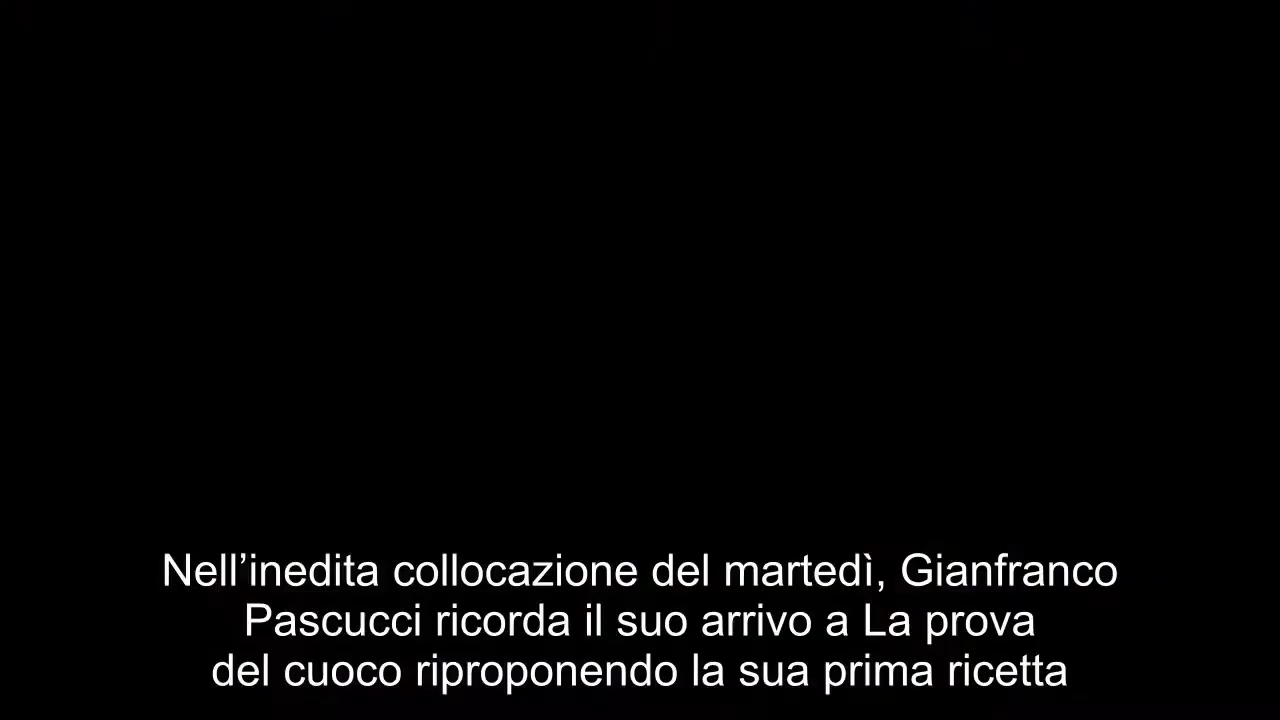 Nell’inedita collocazione del martedì, Gianfranco
Pascucci ricorda il suo arrivo a La prova
del cuoco riproponendo la sua prima ricetta